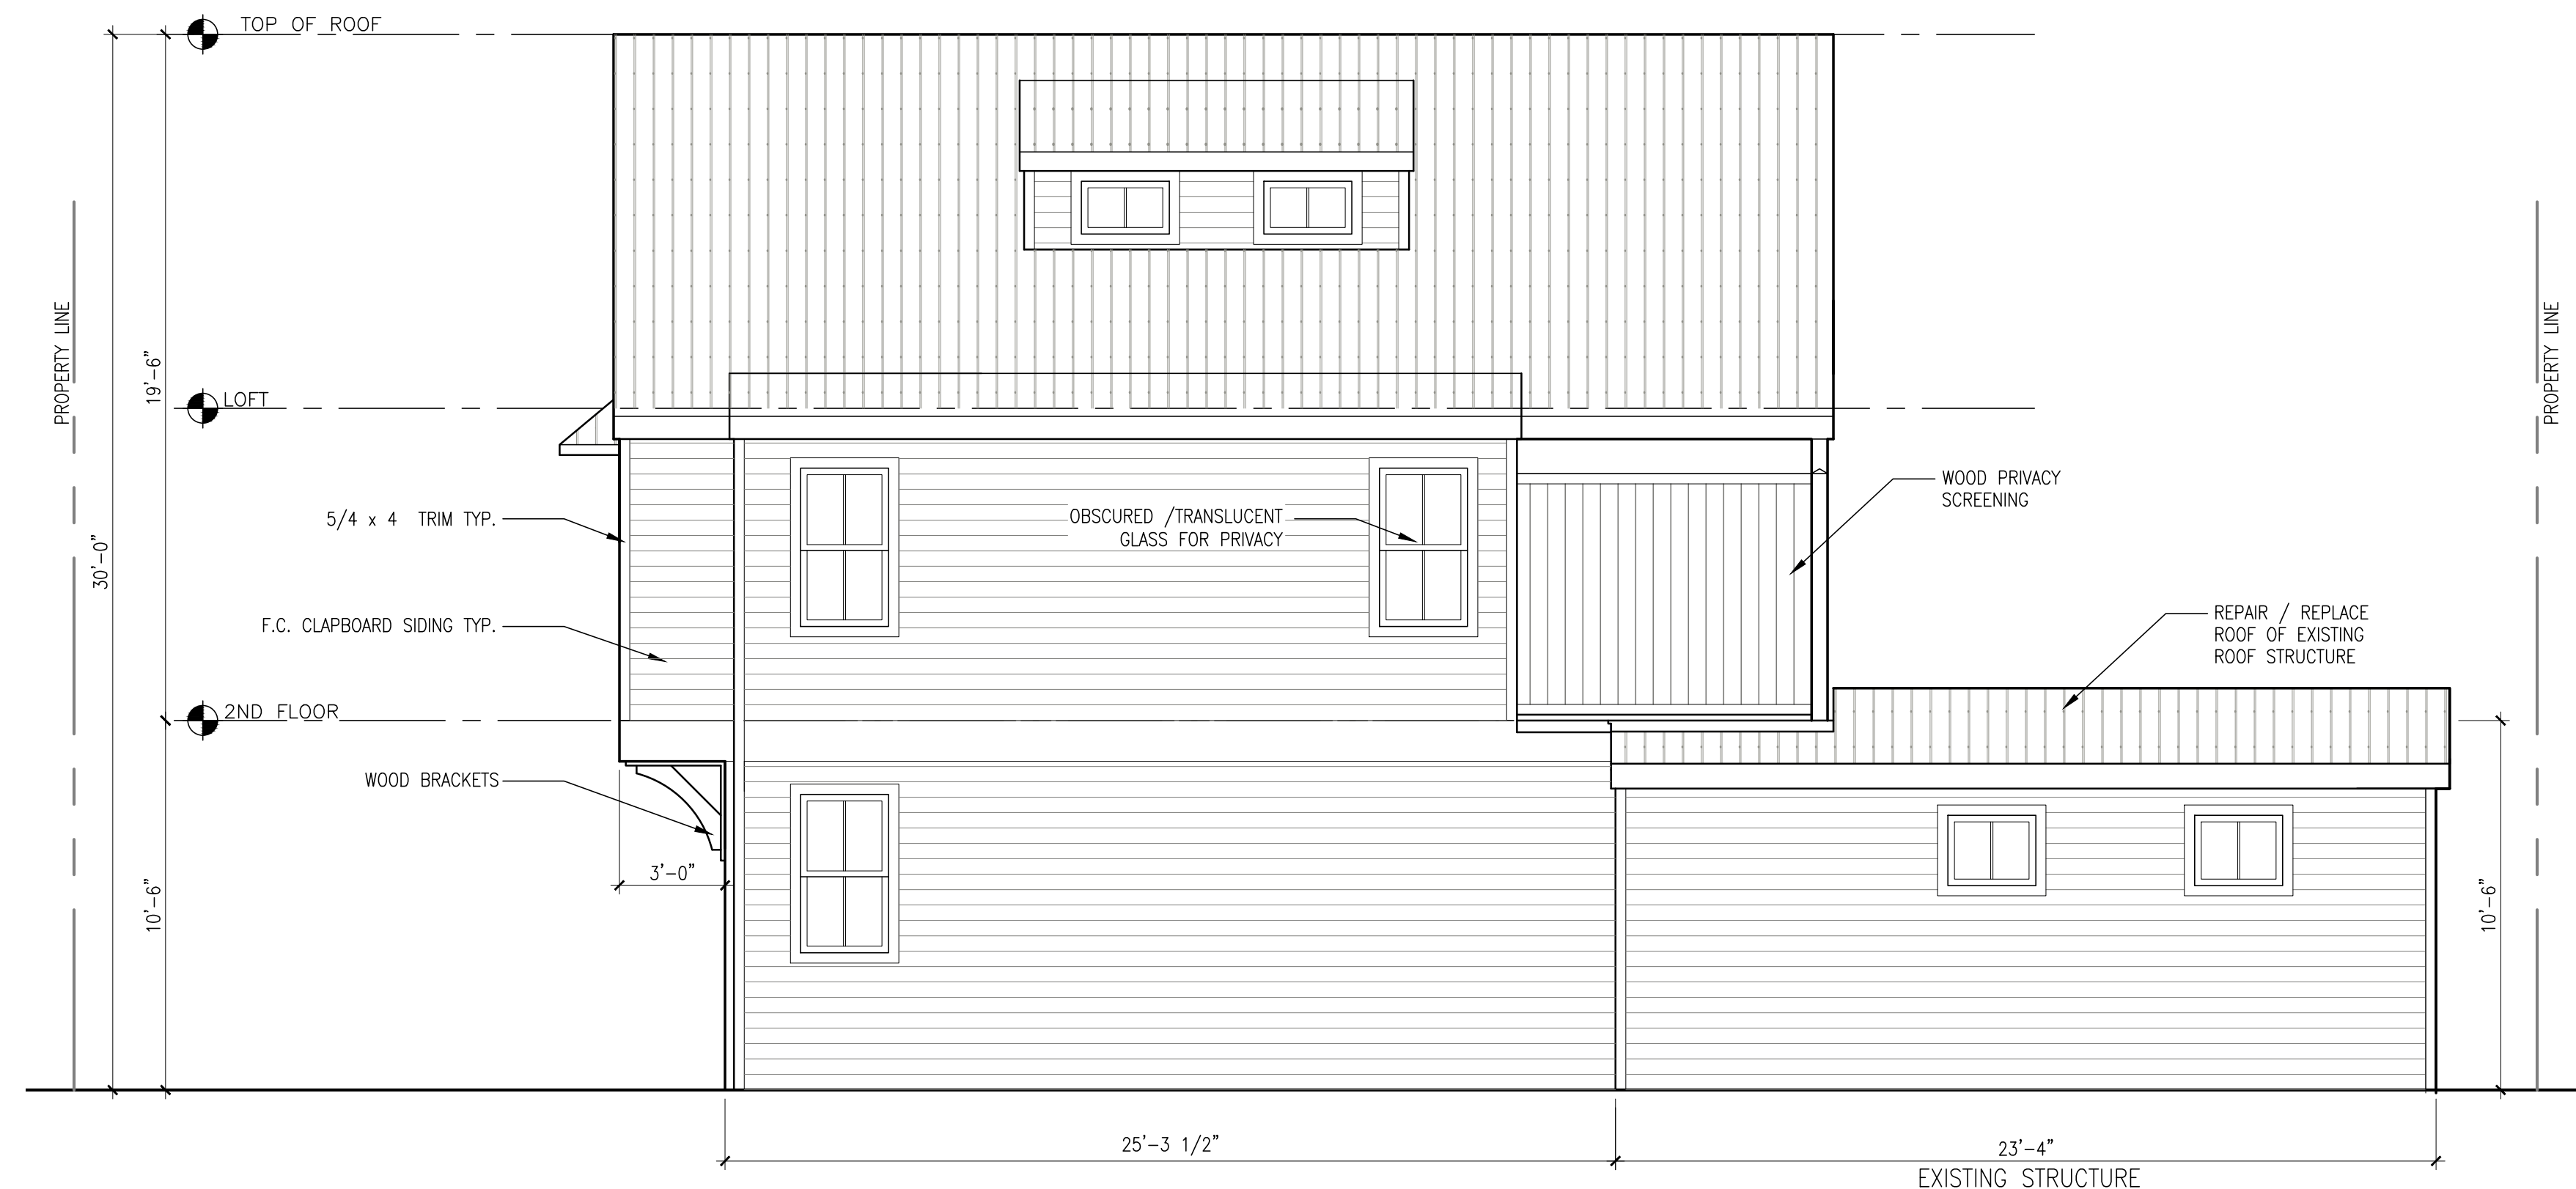 TOP OF ROOF
PROPERTY LINE
PROPERTY LINE
19'-6"
LOFT
WOOD PRIVACY
SCREENING
5/4 x 4 TRIM TYP.
OBSCURED /TRANSLUCENT
GLASS FOR PRIVACY
30'-0"
F.C. CLAPBOARD SIDING TYP.
REPAIR / REPLACE
ROOF OF EXISTING
ROOF STRUCTURE
2ND FLOOR
WOOD BRACKETS
3'-0"
10'-6"
10'-6"
25'-3 1/2"
23'-4"
EXISTING STRUCTURE